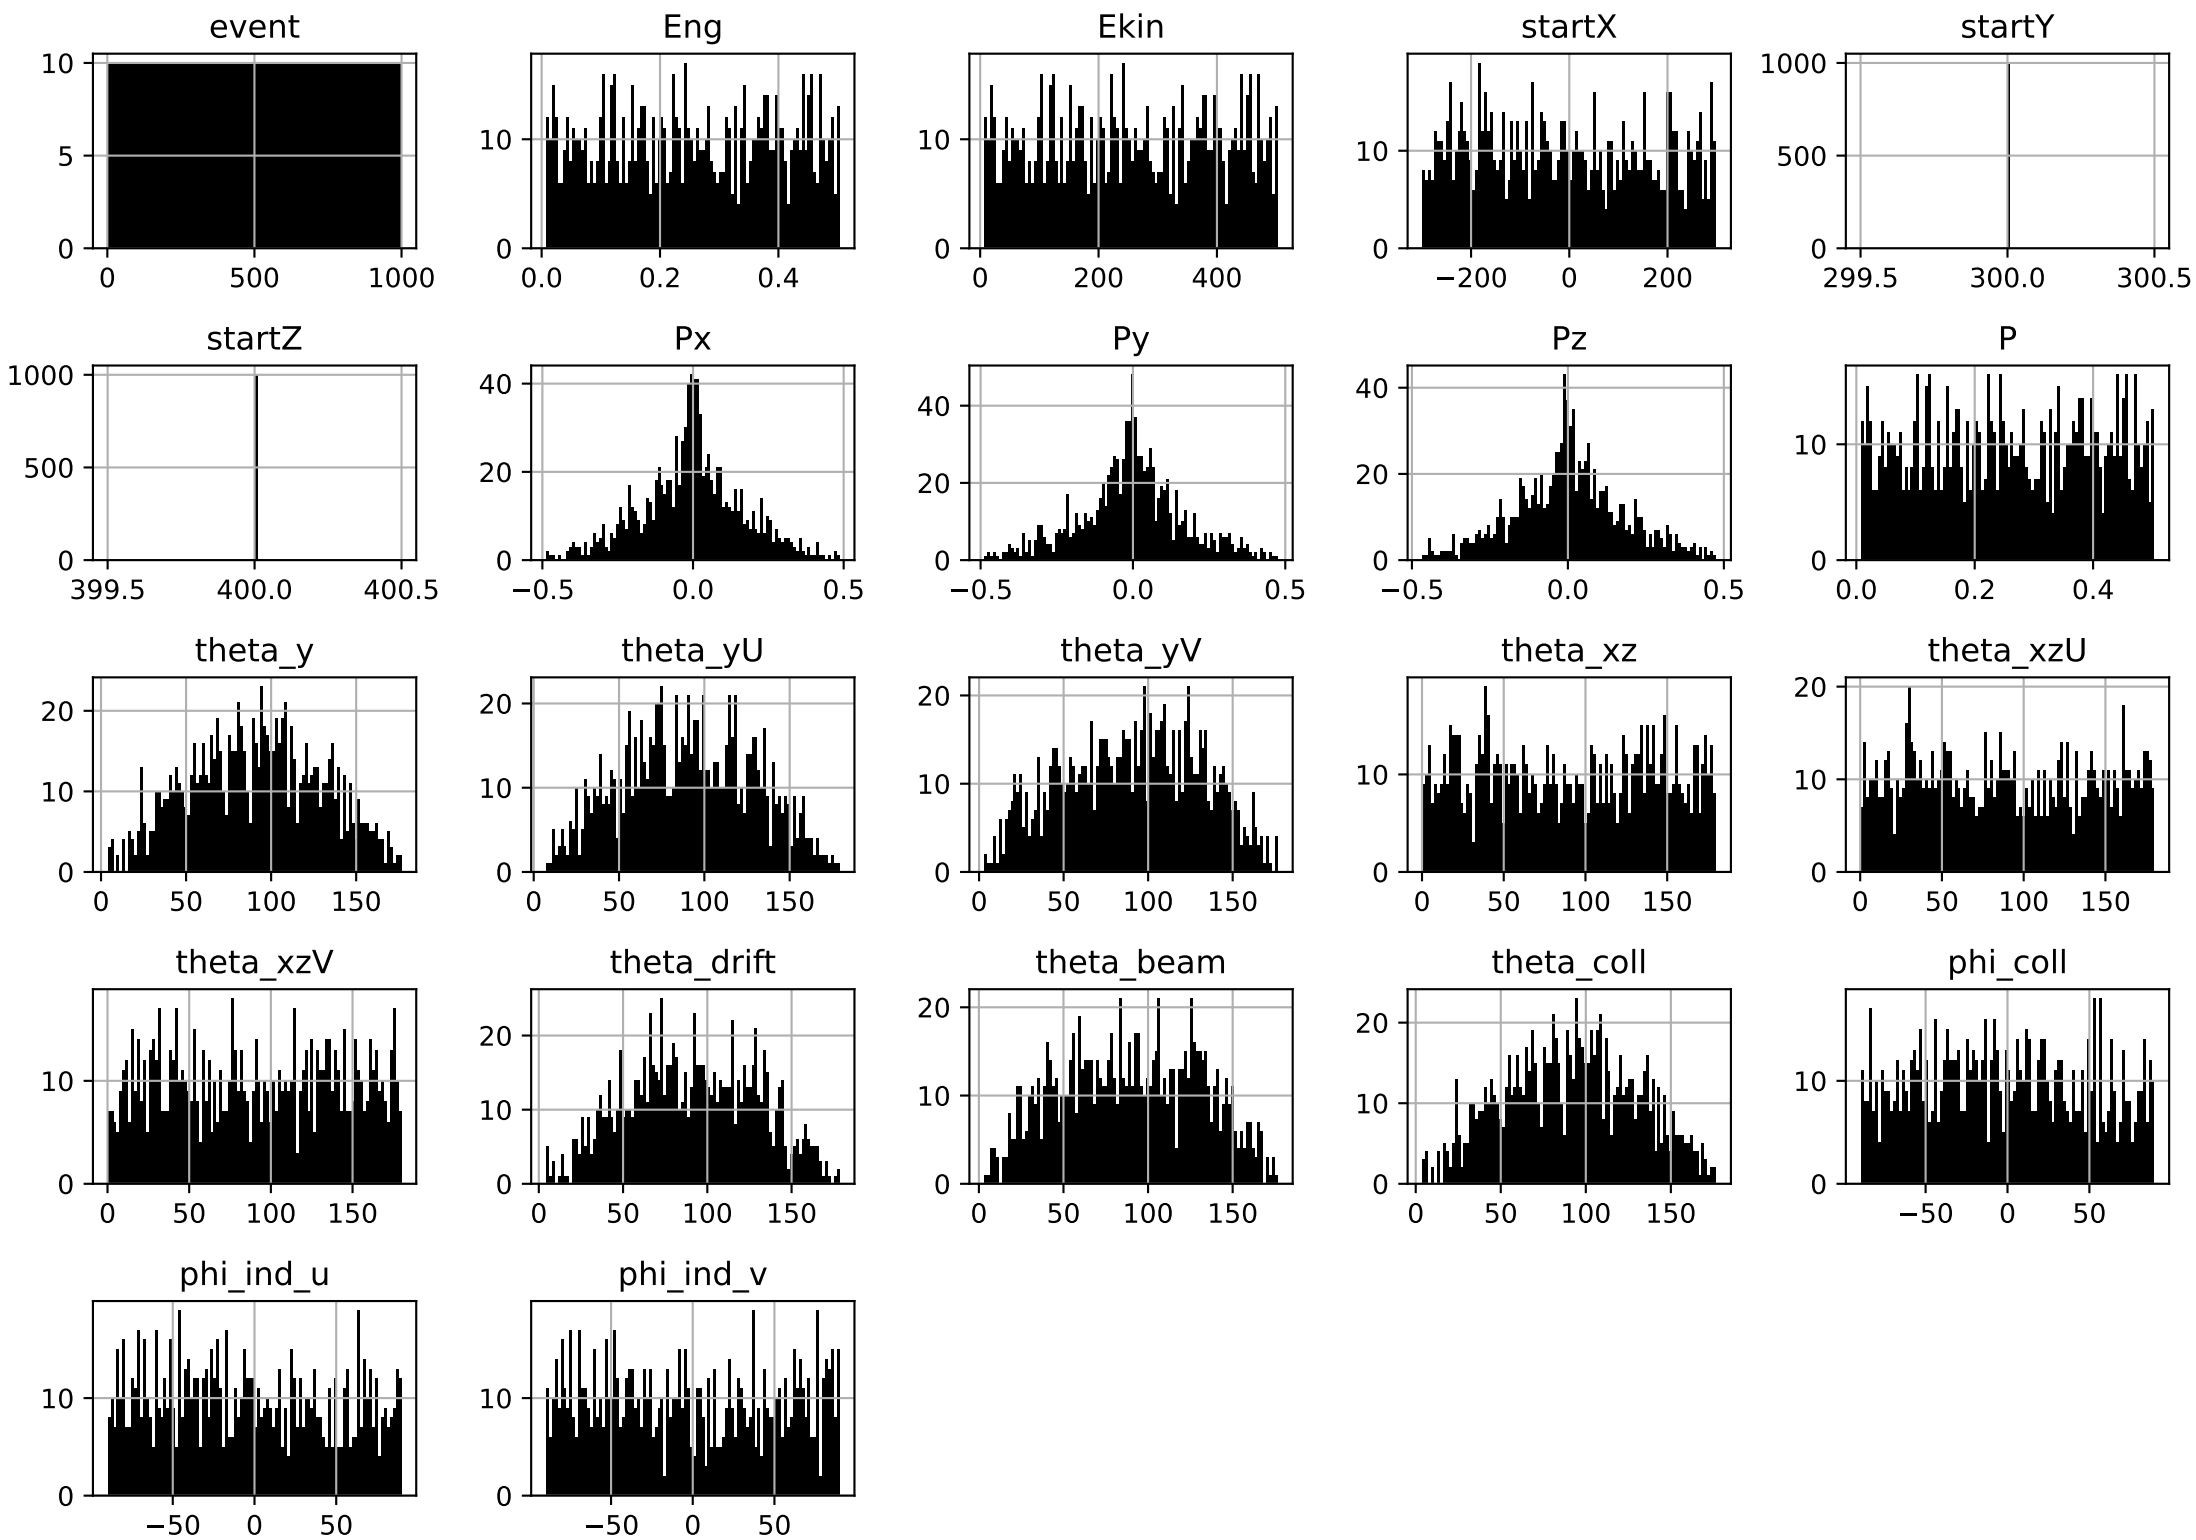 event Eng Ekin startX startY
10 5 0 10 0 10 0 10 0 1000 500 0
0 500 1000 0.0 0.2 0.4 0 200 400 −200 0 200 299.5 300.0 300.5
startZ Px Py Pz P
1000 500 0 40 20 0 40 20 0 40 20 0 10 0
399.5 400.0 400.5 −0.5 0.0 0.5 −0.5 0.0 0.5 −0.5 0.0 0.5 0.0 0.2 0.4
theta_y theta_yU theta_yV theta_xz theta_xzU
20 10 0 20 10 0 20 10 0 10 0 20 10 0
0 50 100 150 0 50 100 150 0 50 100 150 0 50 100 150 0 50 100 150
theta_xzV theta_drift theta_beam theta_coll phi_coll
10 0 20 10 0 20 10 0 20 10 0 10 0
0 50 100 150 0 50 100 150 0 50 100 150 0 50 100 150 −50 0 50
phi_ind_u phi_ind_v
10 0 10 0
−50 0 50 −50 0 50